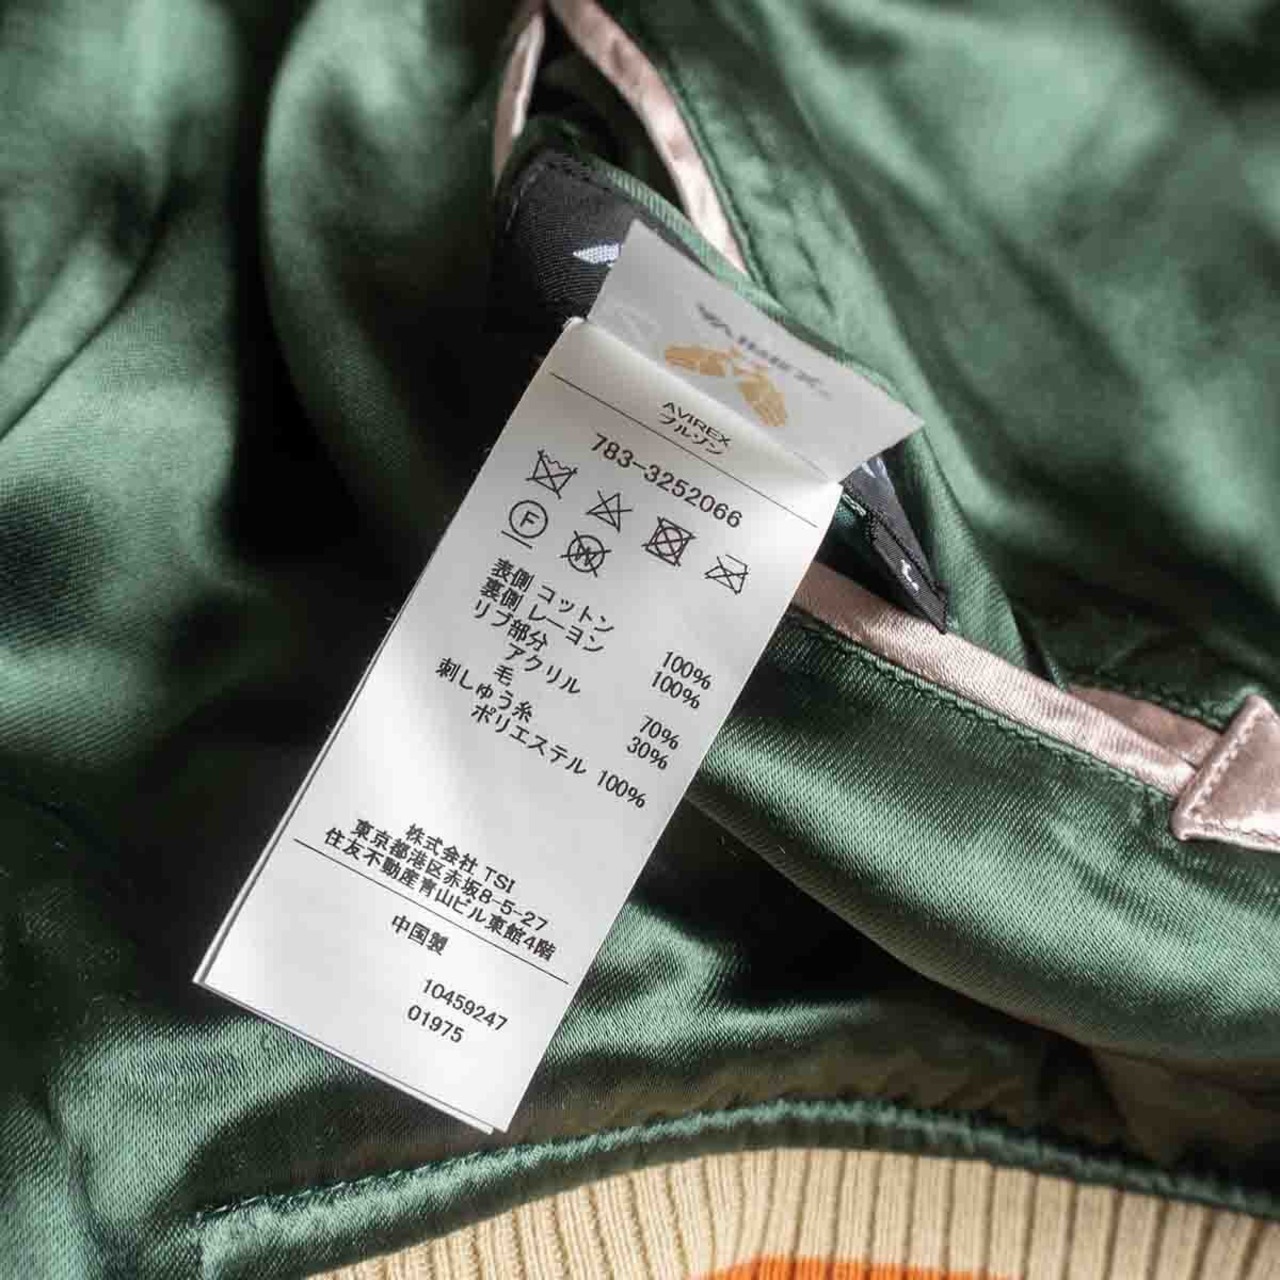 AVIREX
ブルゾン
783-3252066
F
W
表側 コットン 100%
裏側 レーヨン 100%
リブ部分
アクリル 70%
毛 30%
刺しゅう糸
ポリエステル 100%
株式会社 TSI
東京都港区赤坂8-5-27
住友不動産青山ビル東館4階
中国製
10459247
01975